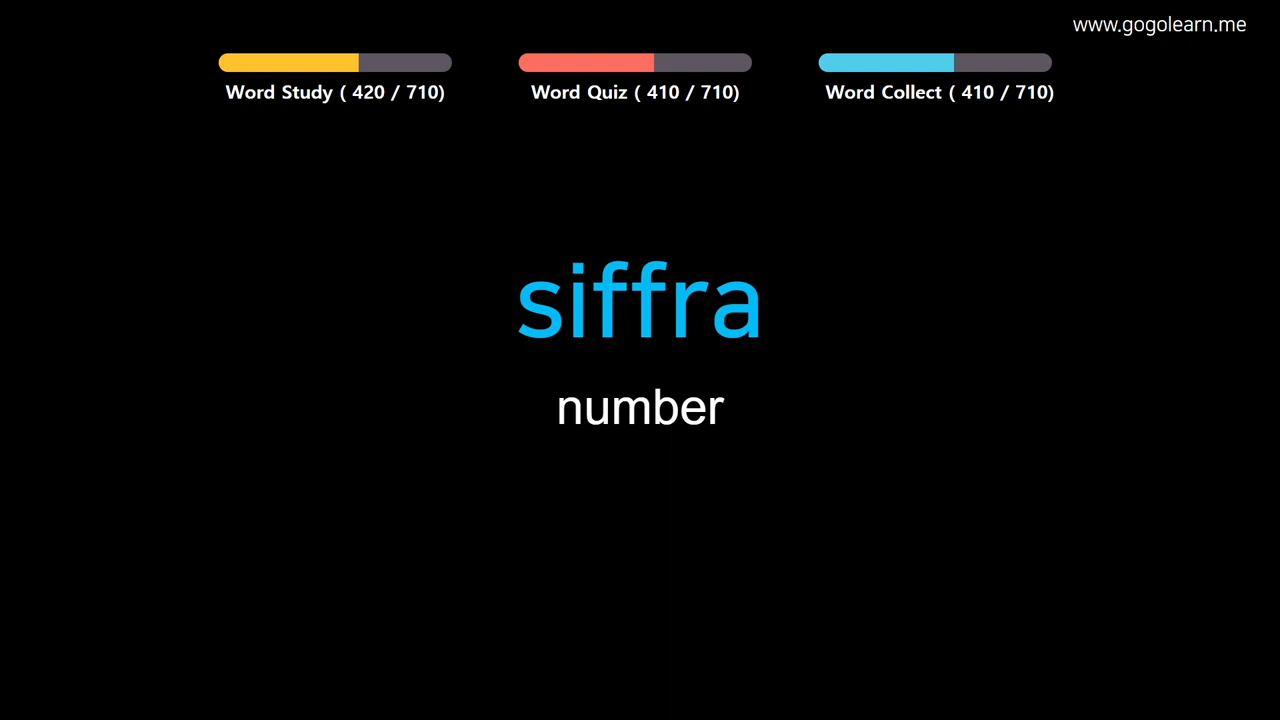 www.gogolearn.me
Word Study ( 420 / 710)
Word Quiz ( 410 / 710)
Word Collect ( 410 / 710)
siffra
number